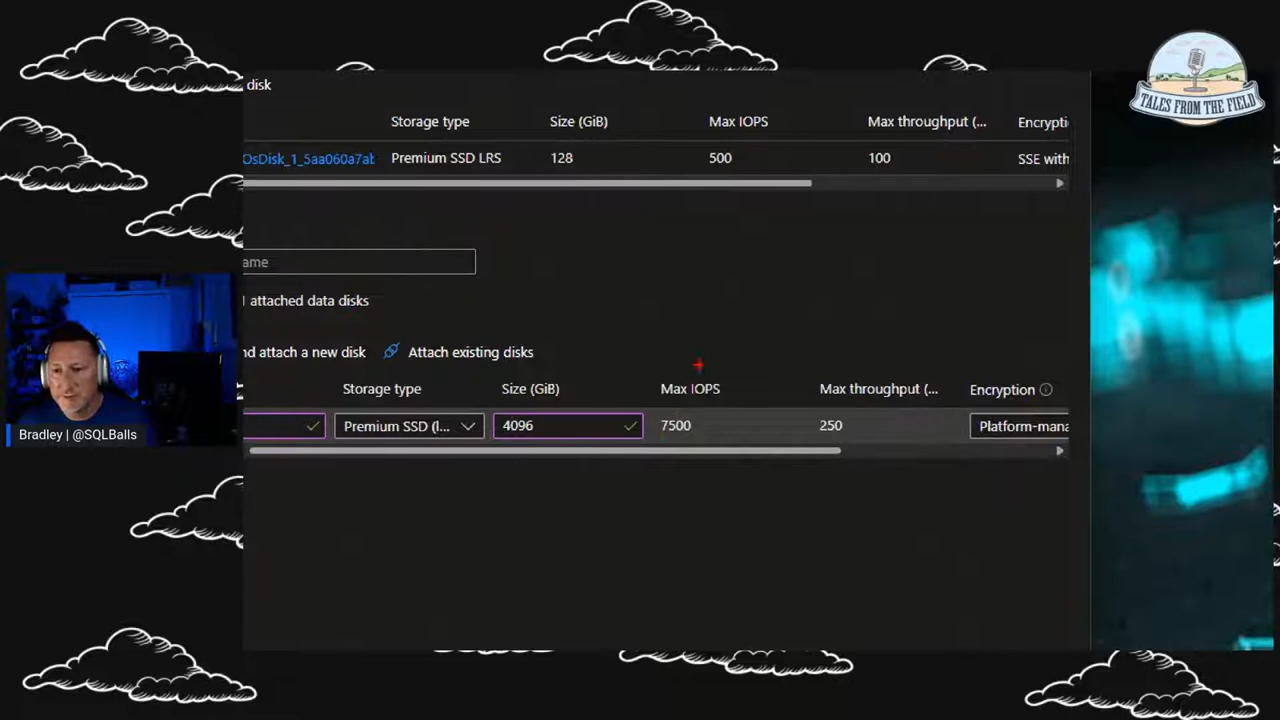 TALES FROM THE FIELD
disk
Storage type Size (GiB) Max IOPS Max throughput (... Encrypti
OsDisk_1_5aa060a7ab Premium SSD LRS 128 500 100 SSE with
ame
attached data disks
nd attach a new disk Attach existing disks
Storage type Size (GiB) Max IOPS Max throughput (... Encryption
Premium SSD (l... 4096 7500 250 Platform-mana
Bradley | @SQLBalls